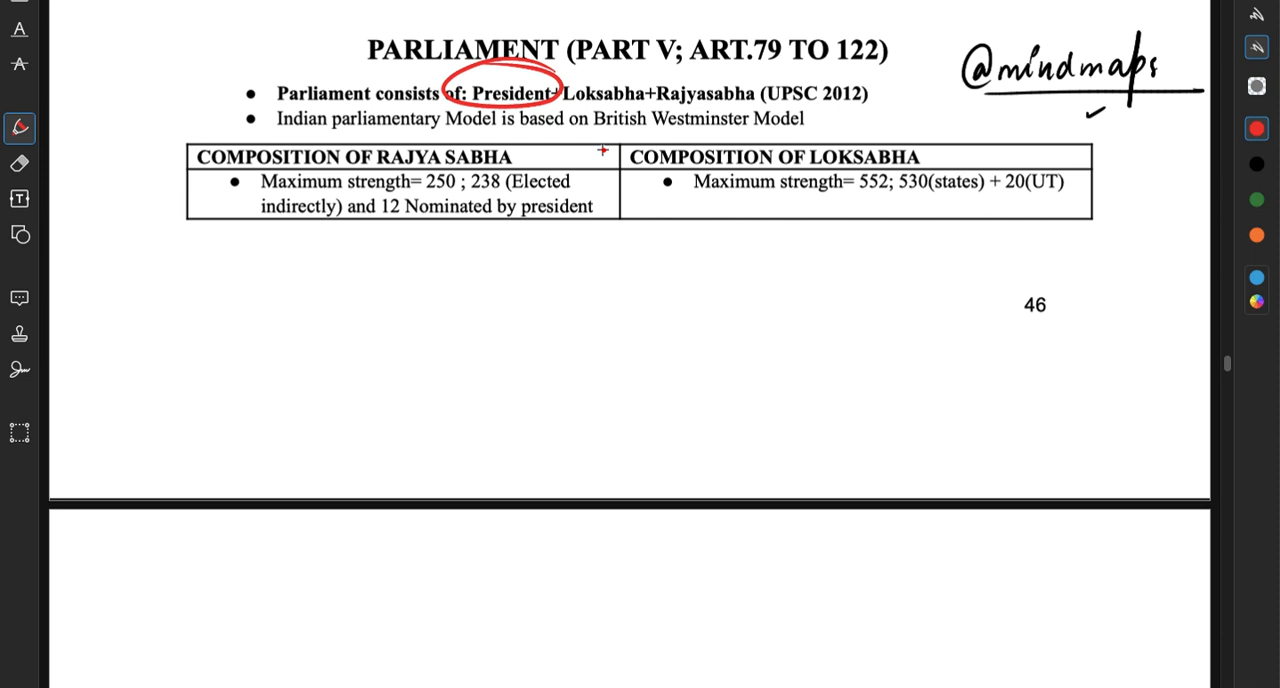 PARLIAMENT (PART V; ART.79 TO 122)
@mindmaps
● Parliament consists of: President+Loksabha+Rajyasabha (UPSC 2012)
● Indian parliamentary Model is based on British Westminster Model
COMPOSITION OF RAJYA SABHA
● Maximum strength= 250 ; 238 (Elected
indirectly) and 12 Nominated by president
COMPOSITION OF LOKSABHA
● Maximum strength= 552; 530(states) + 20(UT)
46